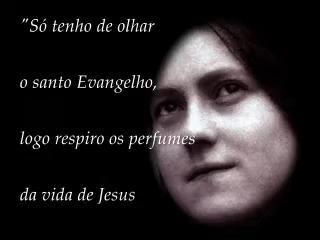 "Só tenho de olhar
o santo Evangelho,
logo respiro os perfumes
da vida de Jesus